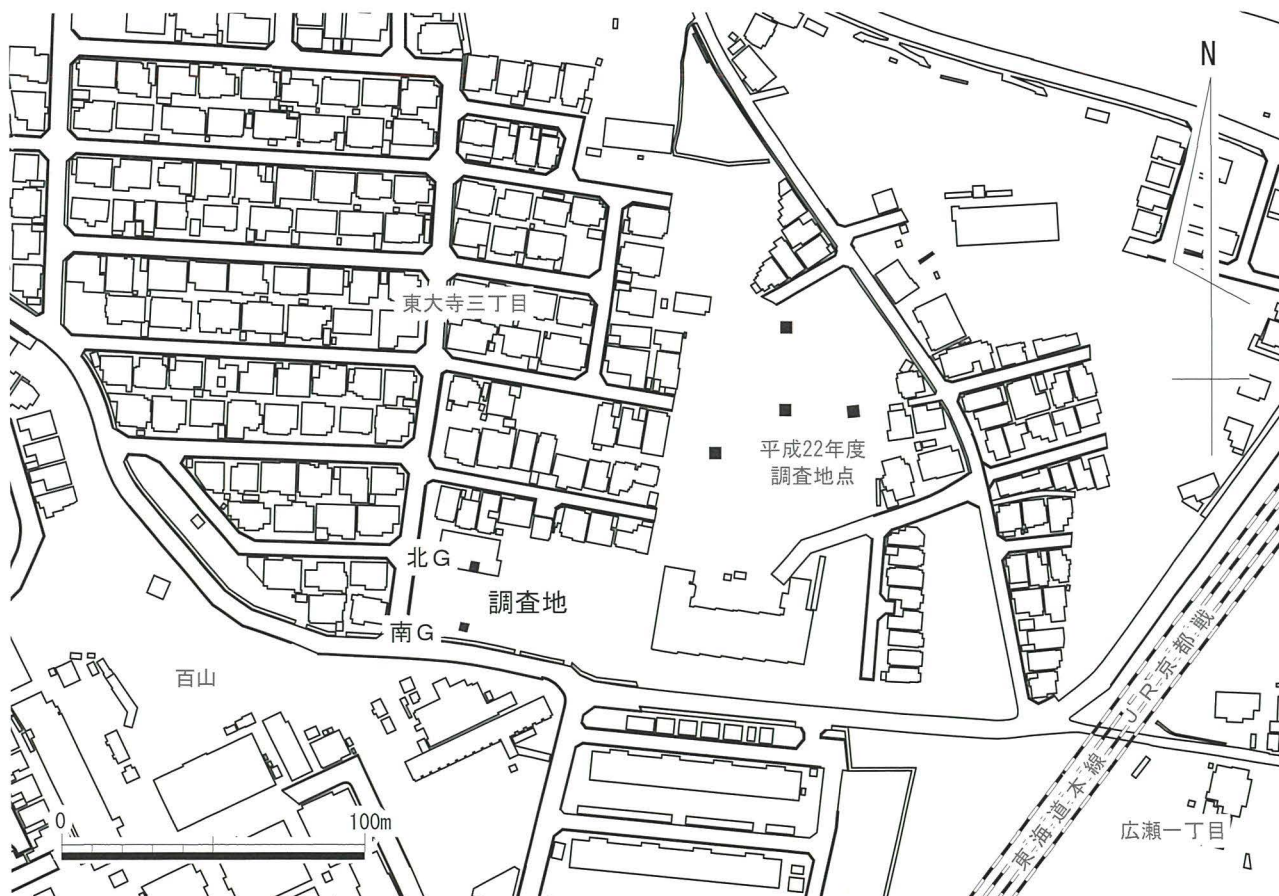 N
東大寺三丁目
平成22年度
調査地点
北G
調査地
南G
百山
東海道本線 JR京都戦
広瀬一丁目
0 100m